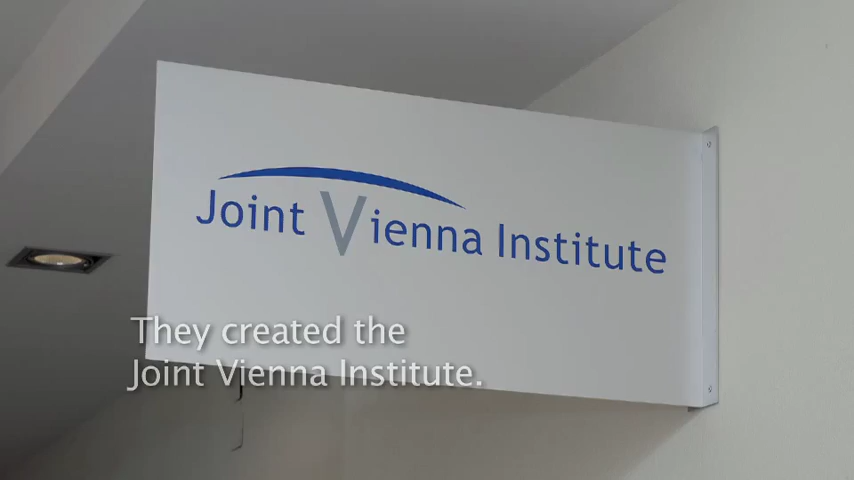 Joint Vienna Institute
They created the
Joint Vienna Institute.